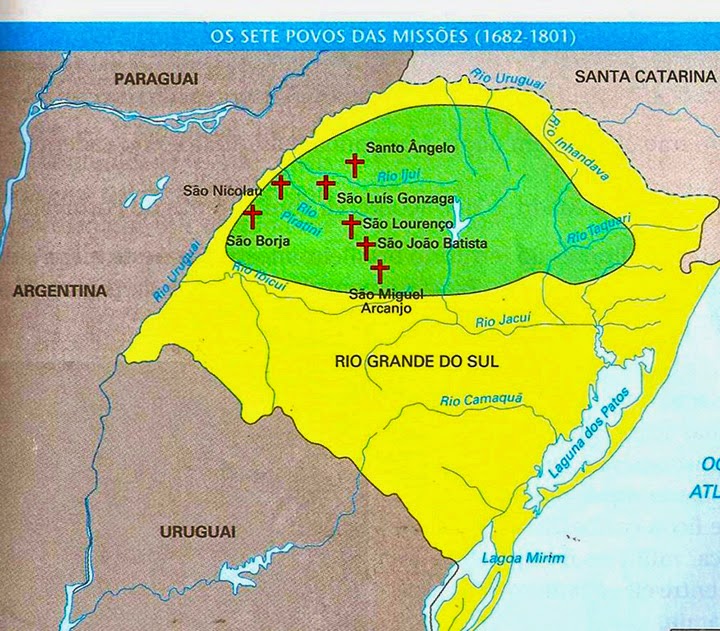 OS SETE POVOS DAS MISSÕES (1682-1801)
PARAGUAI
Rio Uruguai
SANTA CATARINA
Rio Inhandava
Santo Ângelo
Rio Ijuí
São Nicolau
São Luís Gonzaga
Rio
Piratini
São Lourenço
São João Batista
Rio Taquari
São Borja
Rio Uruguai
Rio Ibicuí
São Miguel
Arcanjo
ARGENTINA
Rio Jacuí
RIO GRANDE DO SUL
Rio Camaquã
Laguna dos Patos
OC
ATL
URUGUAI
Lagoa Mirim